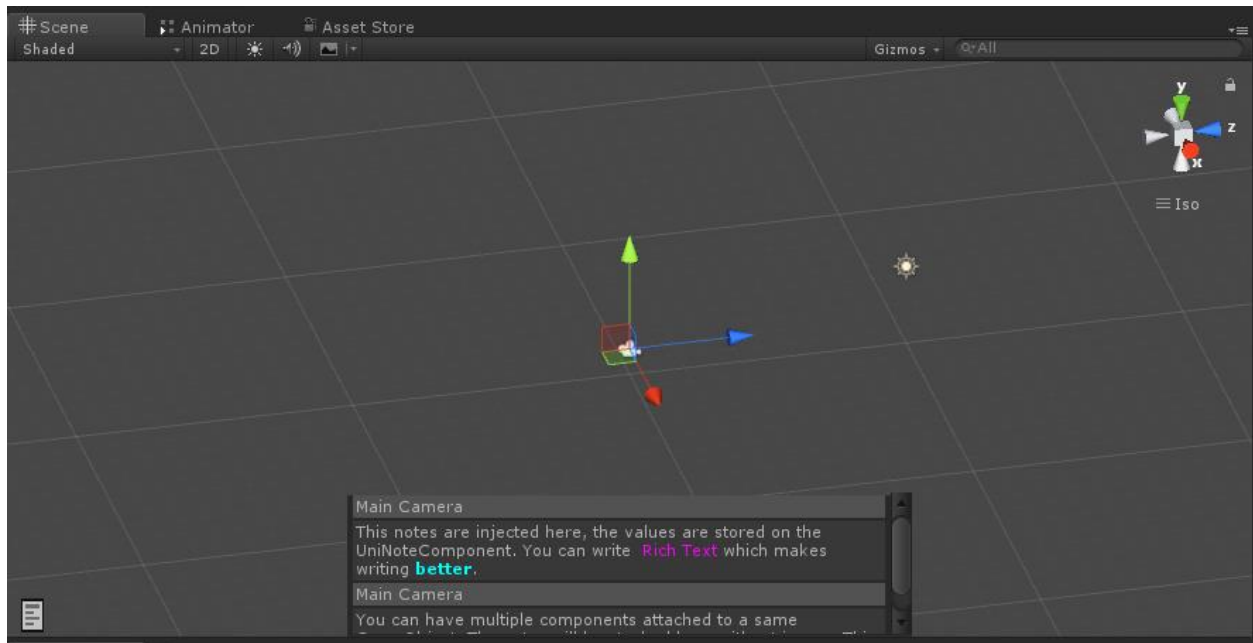 Scene Animator Asset Store
Shaded 2D Gizmos All
y
z
x
Iso
Main Camera
This notes are injected here, the values are stored on the
UniNoteComponent. You can write Rich Text which makes
writing better.
Main Camera
You can have multiple components attached to a same